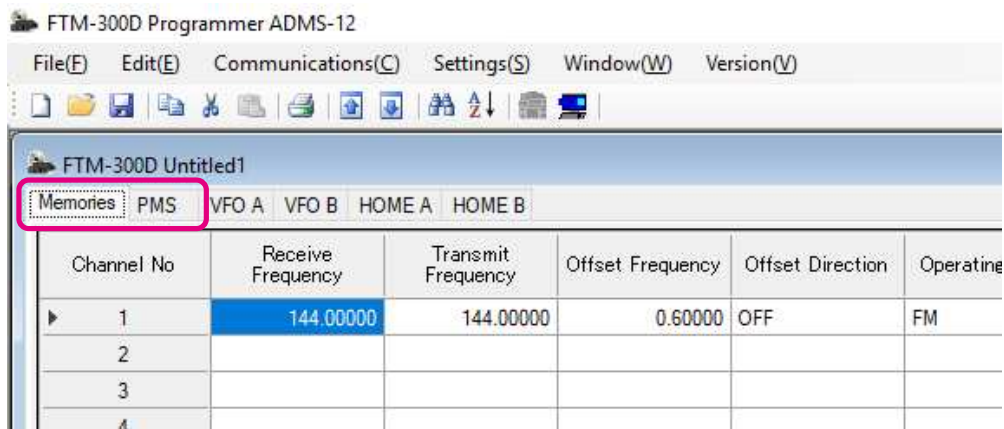 FTM-300D Programmer ADMS-12
File(F) Edit(E) Communications(C) Settings(S) Window(W) Version(V)
FTM-300D Untitled1
Memories PMS VFO A VFO B HOME A HOME B
Channel No Receive Frequency Transmit Frequency Offset Frequency Offset Direction Operating
1 144.00000 144.00000 0.60000 OFF FM
2
3
4